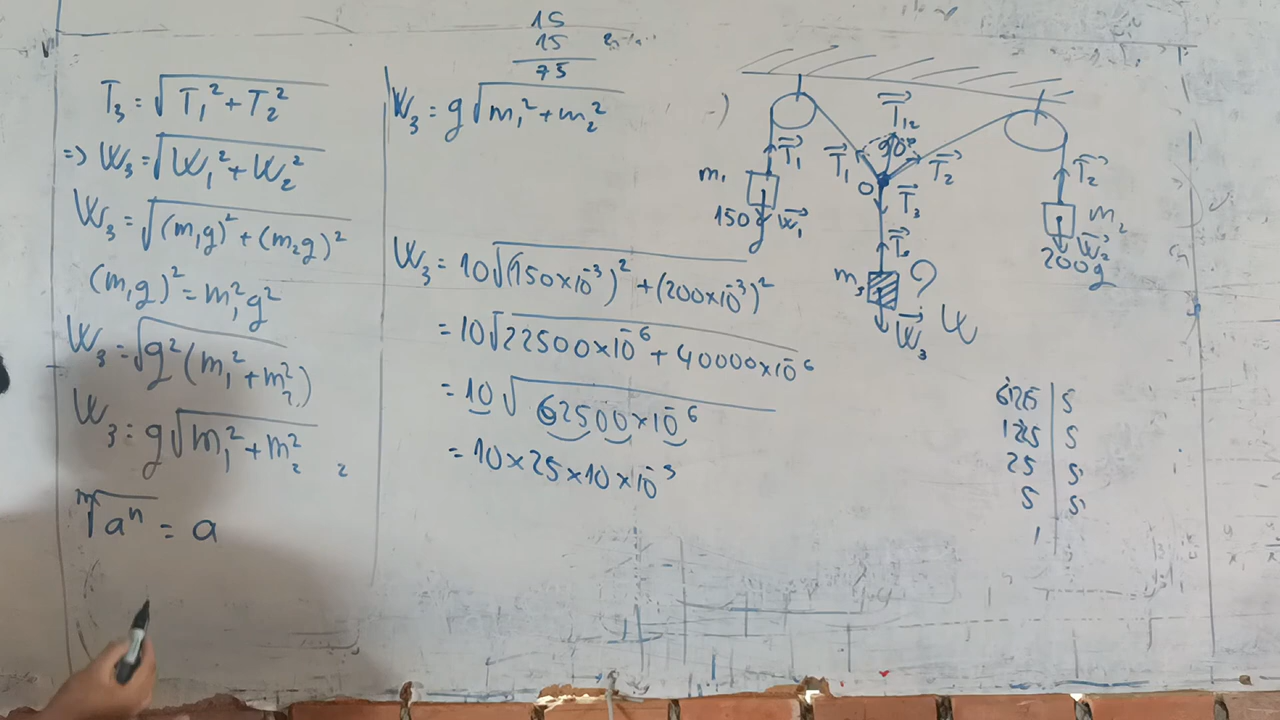 T₃ = √(T₁² + T₂²)
=> W₃ = √(W₁² + W₂²)
W₃ = √((m₁g)² + (m₂g)²)
(m₁g)² = m₁²g²
W₃ = √(g²(m₁² + m₂²))
W₃ = g√(m₁² + m₂²)
2
ⁿ√aⁿ = a
15
15
75
W₃ = g√(m₁² + m₂²)
W₃ = 10√((150×10⁻³)² + (200×10⁻³)²)
= 10√(22500×10⁻⁶ + 40000×10⁻⁶)
= 10√(62500×10⁻⁶)
= 10×25×10×10⁻³
-)
T₁₂
90°
T₁
T₁
T₂
T₂
m₁
O
T₃
150g
W₁
m₂
W₂
200g
m₃
?
W₃
W
625 | 5
125 | 5
25 | 5
5 | 5
1